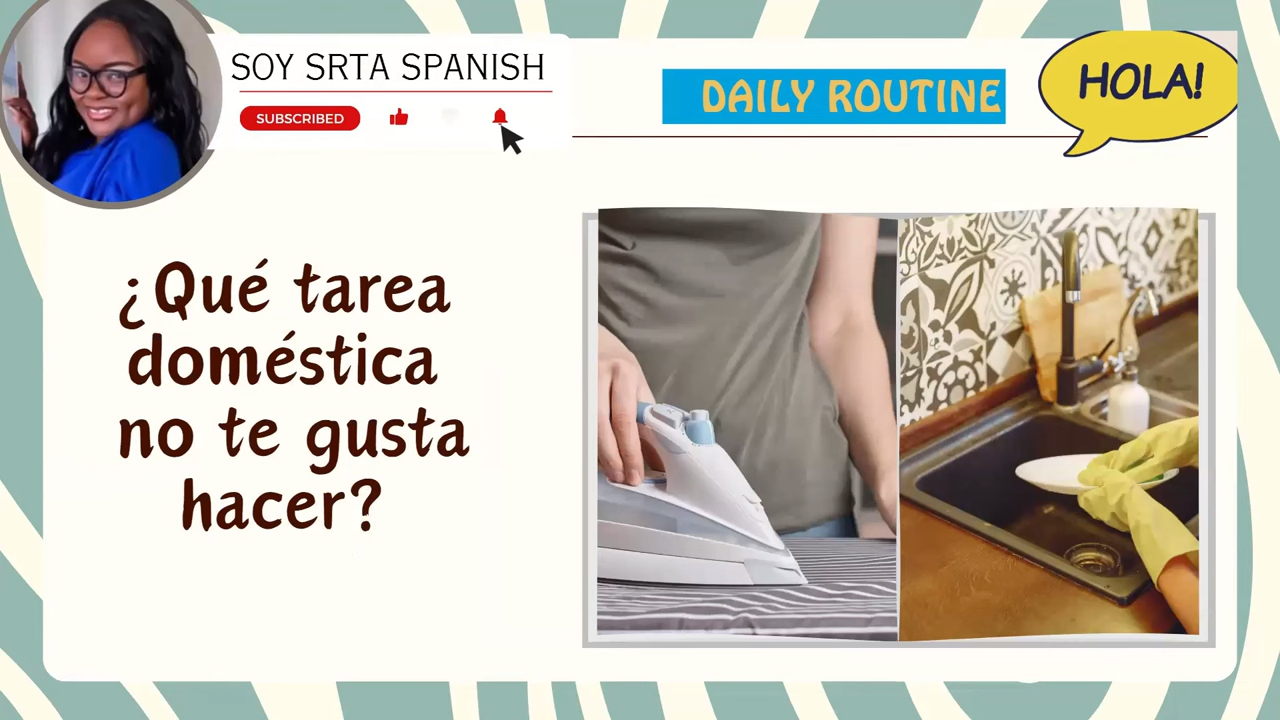 SOY SRTA SPANISH
SUBSCRIBED
DAILY ROUTINE
HOLA!
¿Qué tarea
doméstica
no te gusta
hacer?